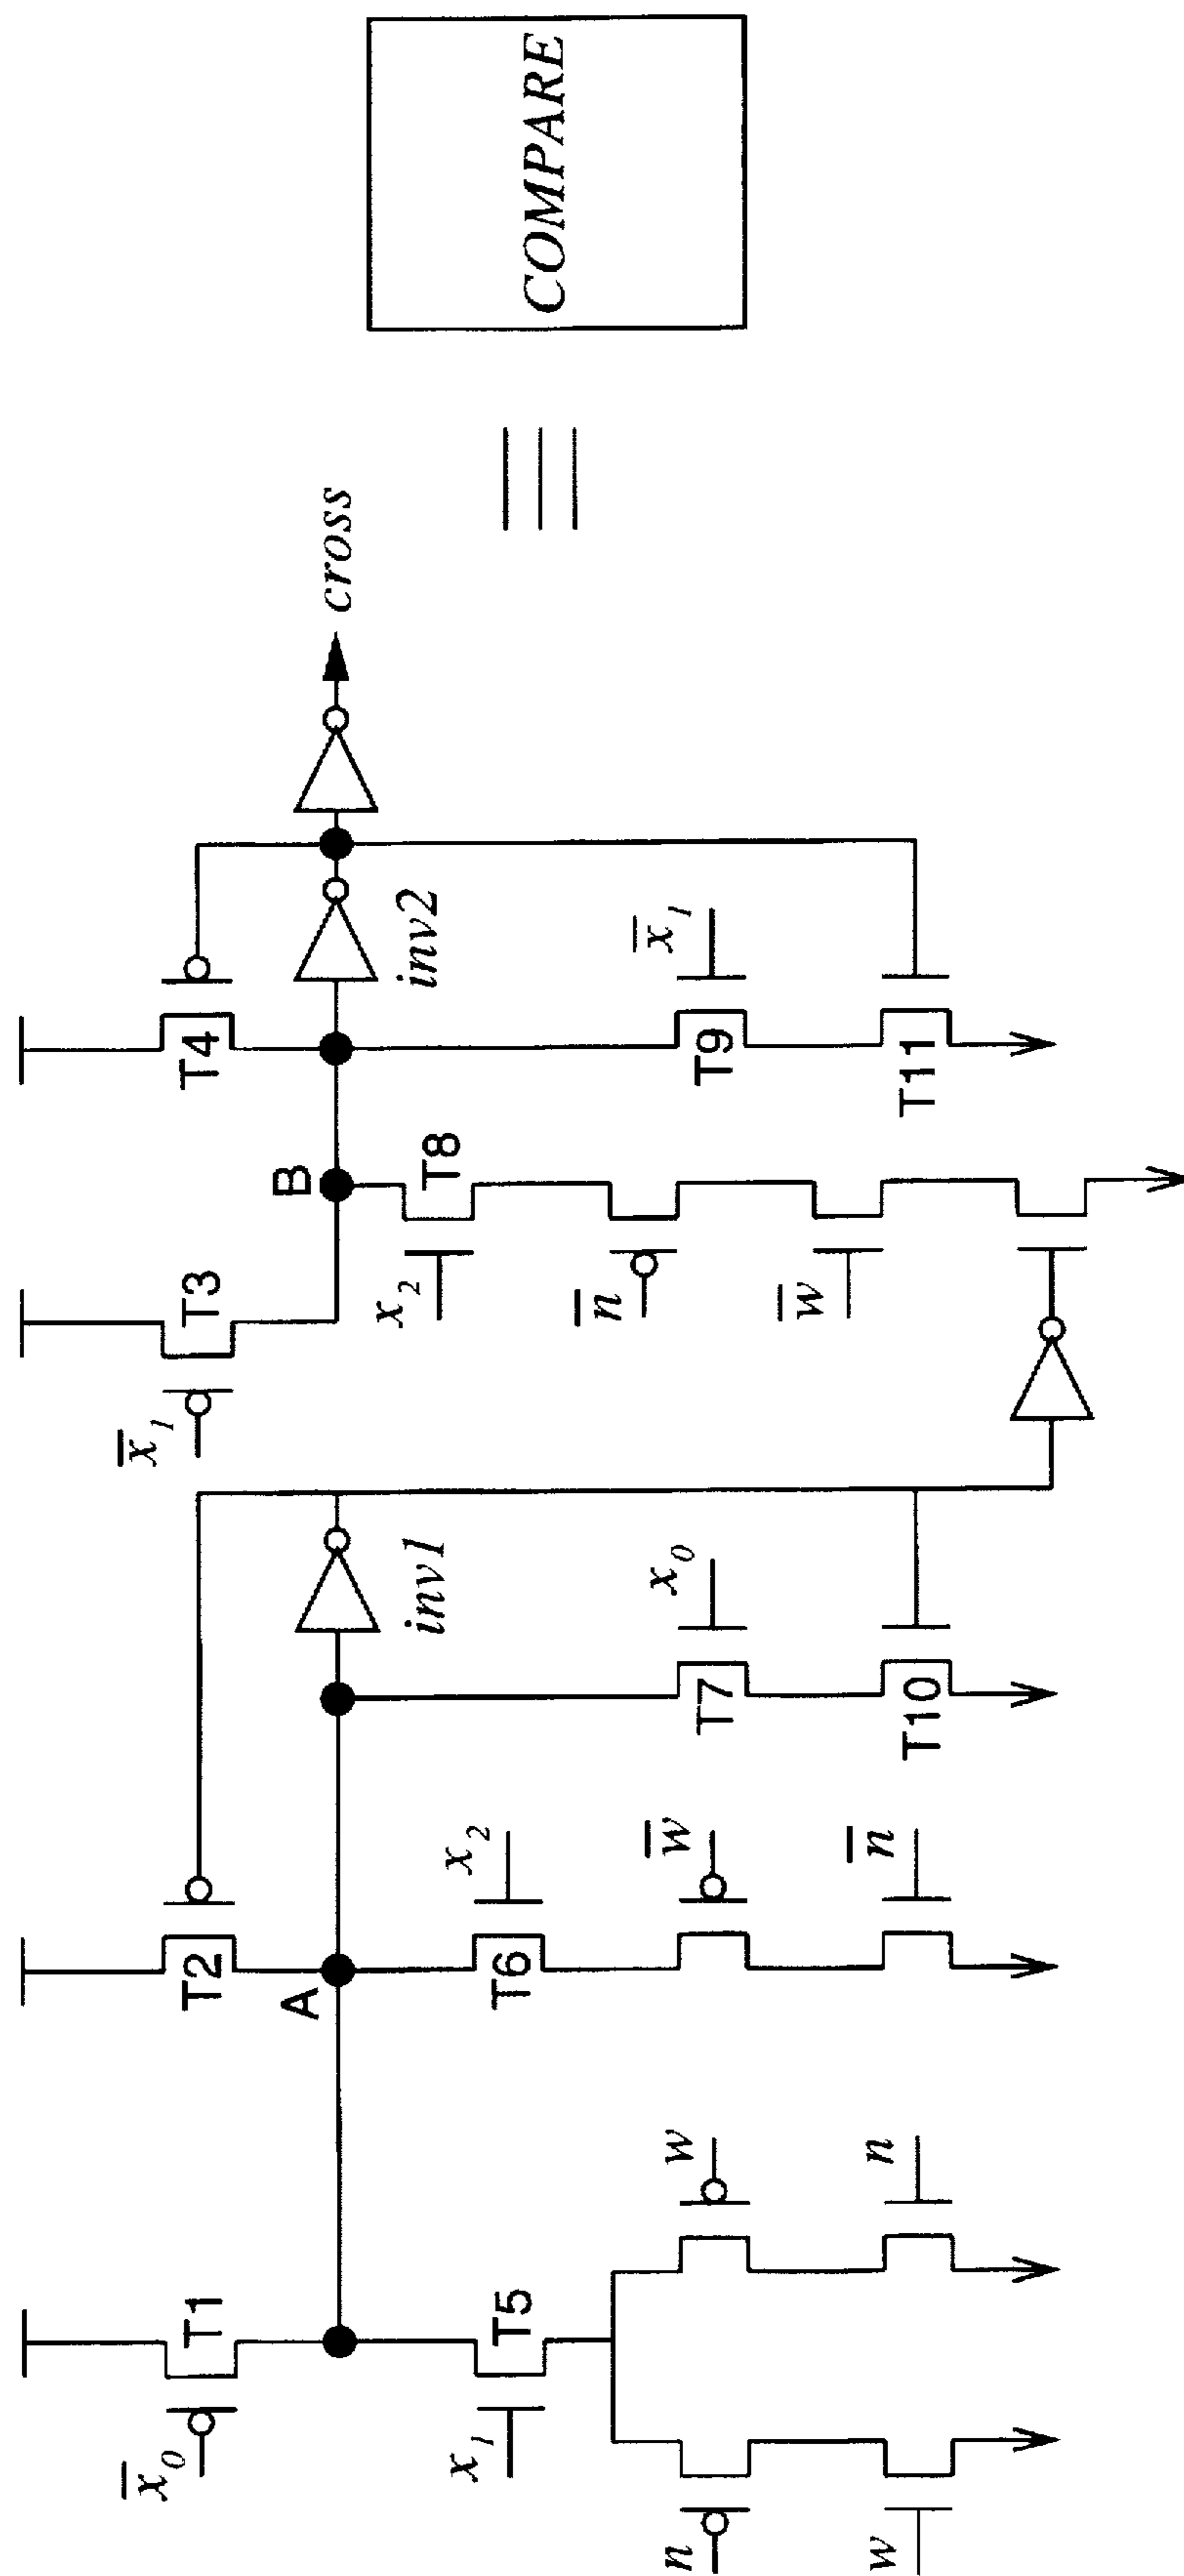 COMPARE
cross
T4
inv2
x̄₁
T9
T11
B
T8
T3
x̄₁
x₂
n̄
w̄
inv1
x₀
T7
T10
T2
A
x₂
T6
w̄
n̄
T1
x̄₀
T5
x₁
w
n
n
w